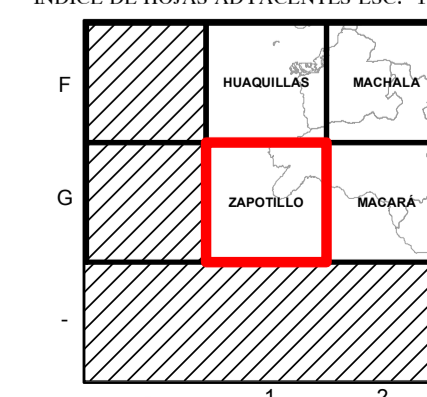 INDICE DE HOJAS ADYACENTES ESC. 1
F
HUAQUILLAS
MACHALA
G
ZAPOTILLO
MACARÁ
-
1
2